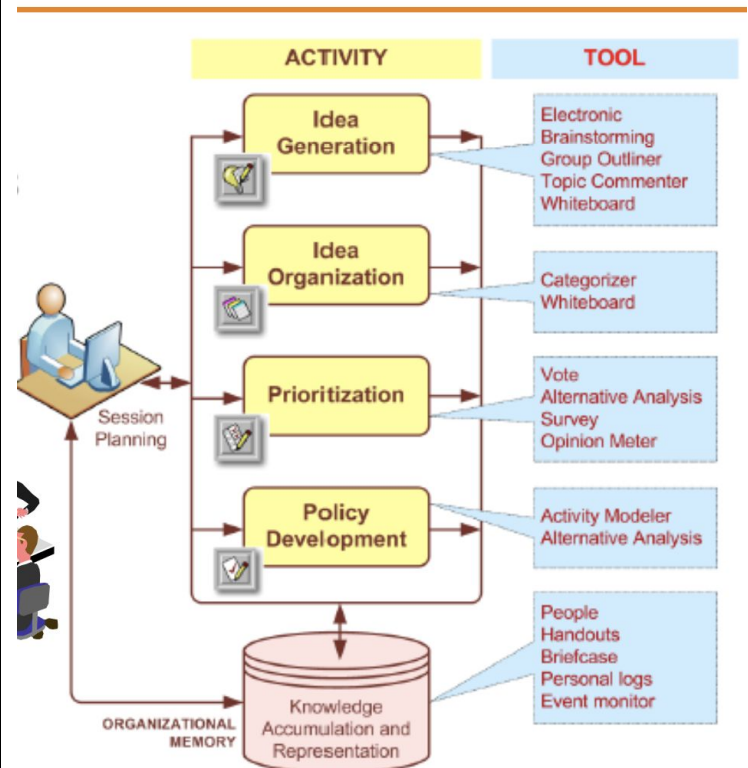 ACTIVITY
TOOL
Idea
Generation
Electronic
Brainstorming
Group Outliner
Topic Commenter
Whiteboard
Idea
Organization
Categorizer
Whiteboard
Prioritization
Vote
Alternative Analysis
Survey
Opinion Meter
Session
Planning
Policy
Development
Activity Modeler
Alternative Analysis
People
Handouts
Briefcase
Personal logs
Event monitor
ORGANIZATIONAL
MEMORY
Knowledge
Accumulation and
Representation